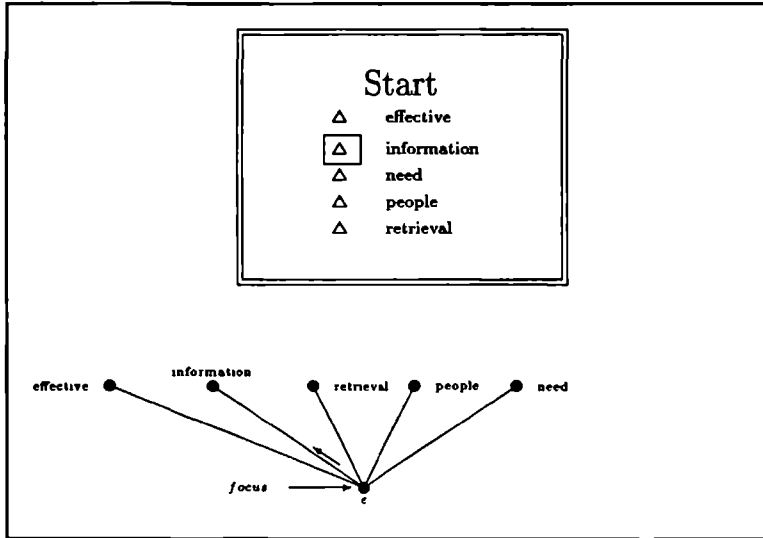 Start
effective
information
need
people
retrieval
information
effective retrieval people need
focus
ϵ